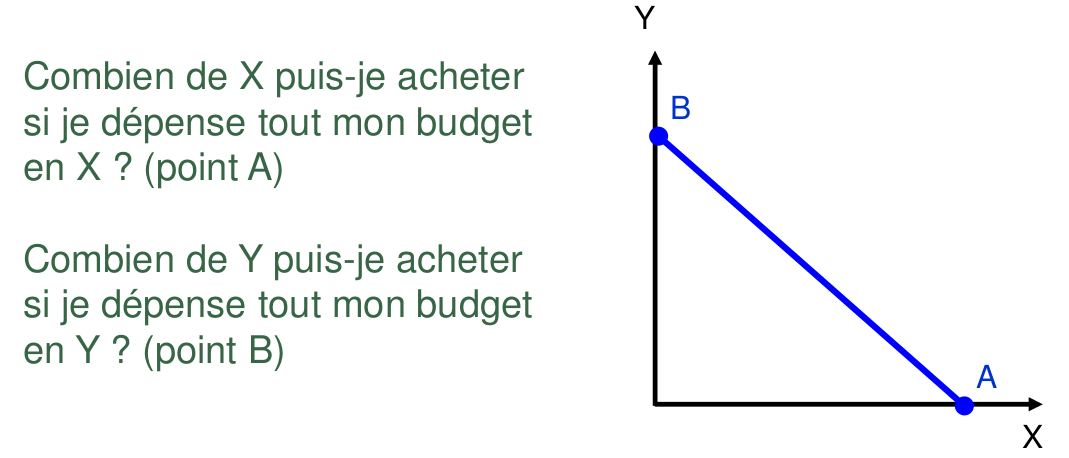 Combien de X puis-je acheter
si je dépense tout mon budget
en X ? (point A)
Combien de Y puis-je acheter
si je dépense tout mon budget
en Y ? (point B)
Y
B
A
X